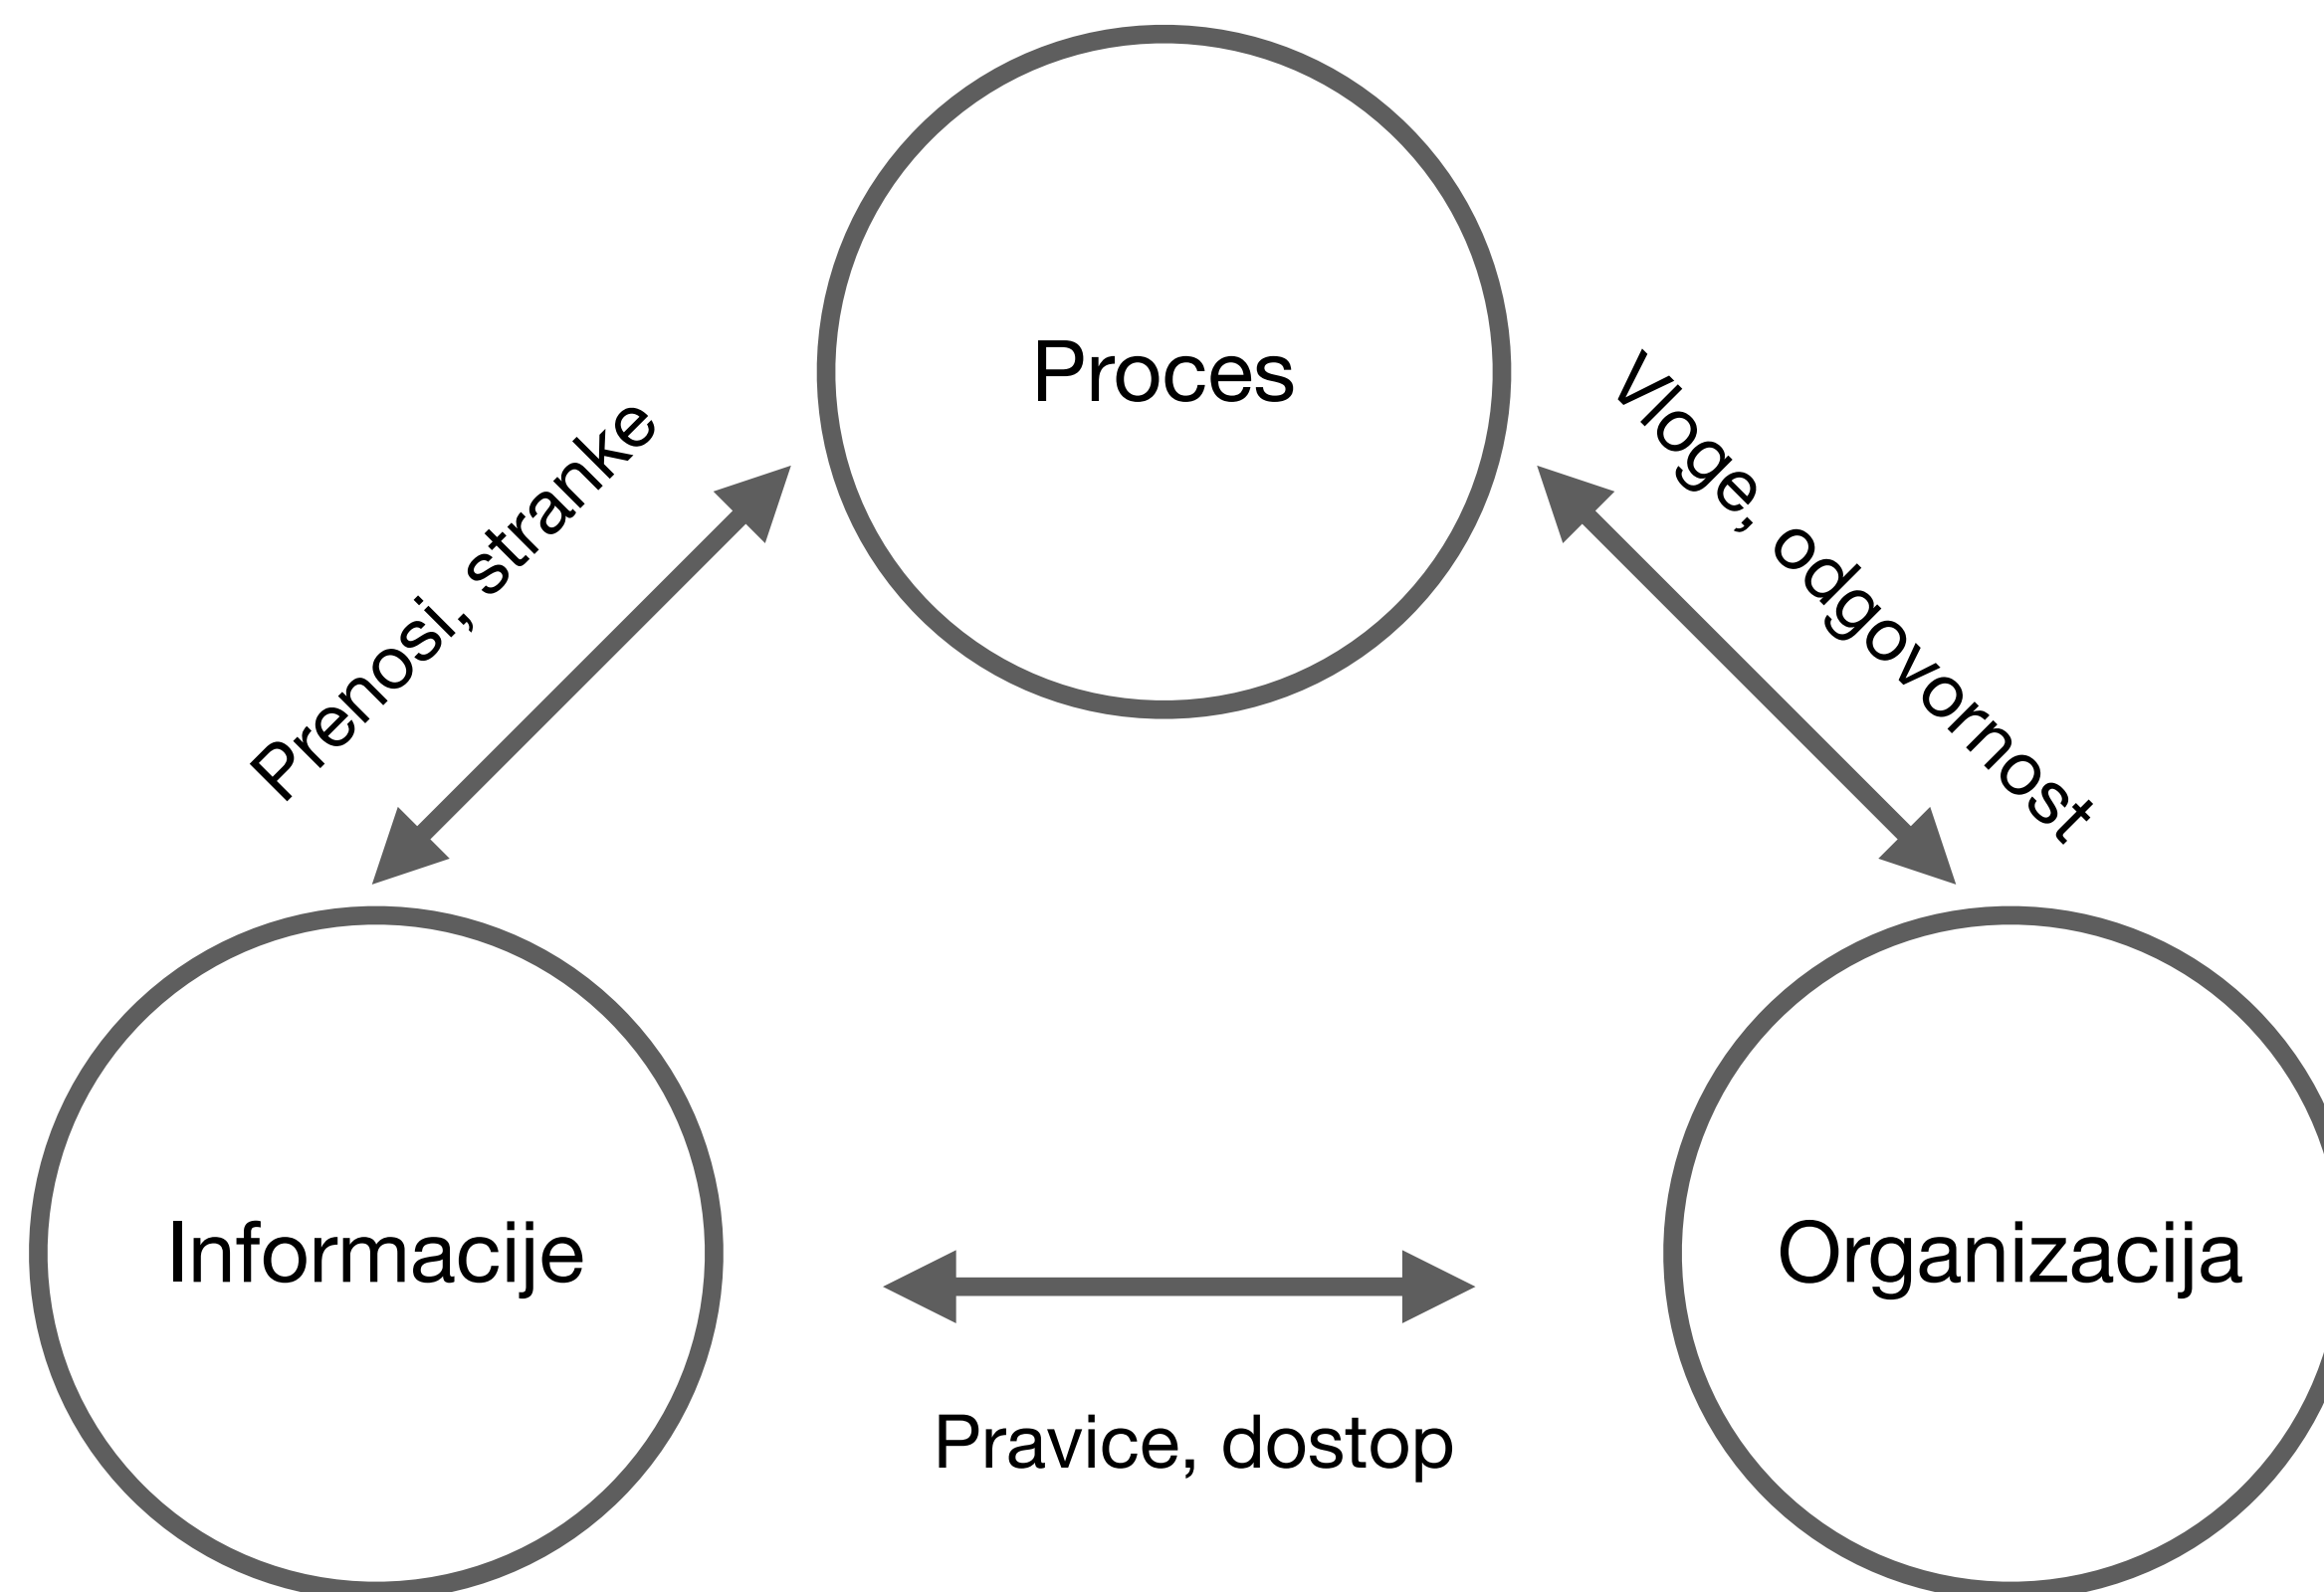 Proces
Prenosi, stranke
Vloge, odgovornost
Informacije
Organizacija
Pravice, dostop